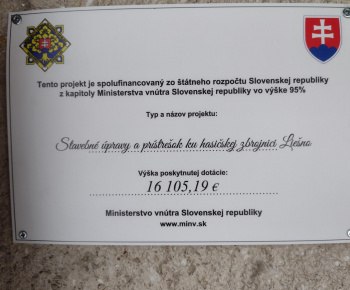 Tento projekt je spolufinancovaný zo štátneho rozpočtu Slovenskej republiky
z kapitoly Ministerstva vnútra Slovenskej republiky vo výške 95%
Typ a názov projektu:
Stavebné úpravy a prístrešok ku hasičskej zbrojnici Liešno
Výška poskytnutej dotácie:
16 105,19 €
Ministerstvo vnútra Slovenskej republiky
www.minv.sk